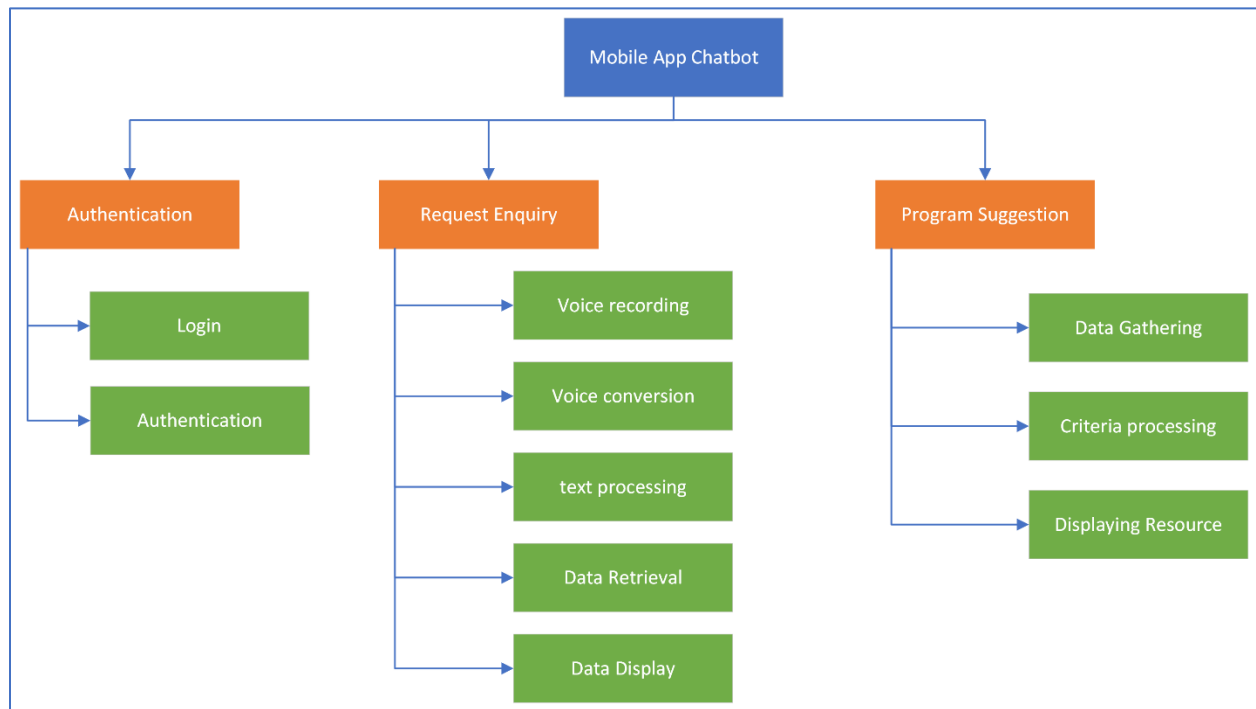 Mobile App Chatbot
Authentication
Request Enquiry
Program Suggestion
Login
Authentication
Voice recording
Voice conversion
text processing
Data Retrieval
Data Display
Data Gathering
Criteria processing
Displaying Resource